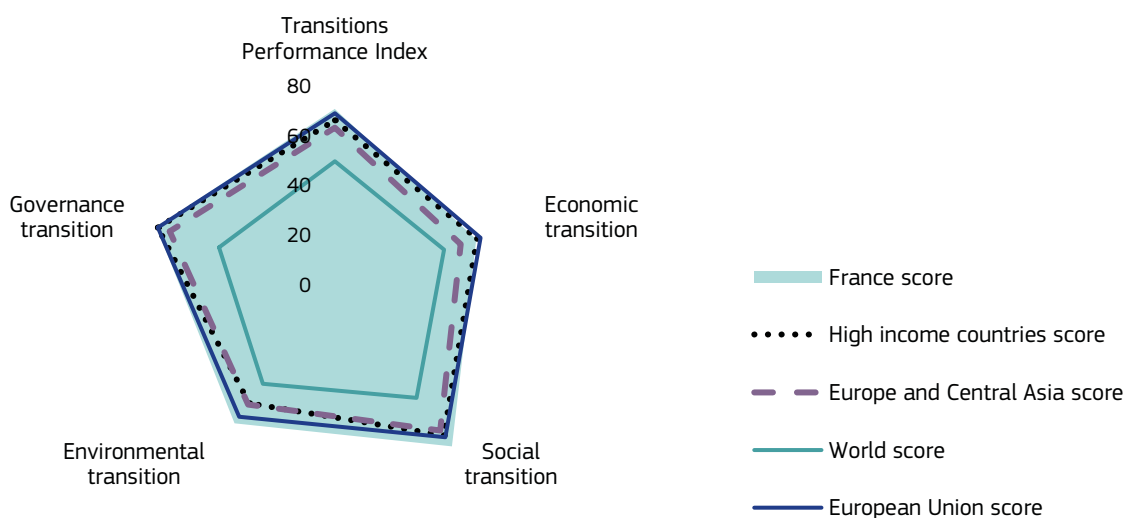 Transitions
Performance Index
80
60
40
20
0
Governance
transition
Economic
transition
Environmental
transition
Social
transition
France score
High income countries score
Europe and Central Asia score
World score
European Union score